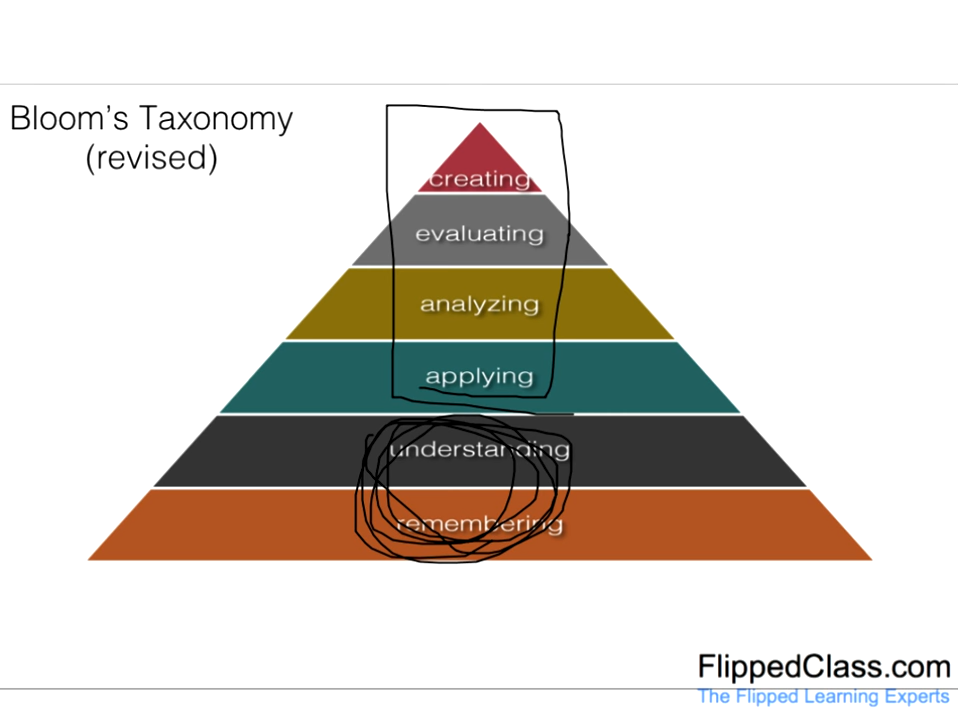 Bloom's Taxonomy
(revised)
creating
evaluating
analyzing
applying
understanding
remembering
FlippedClass.com
The Flipped Learning Experts